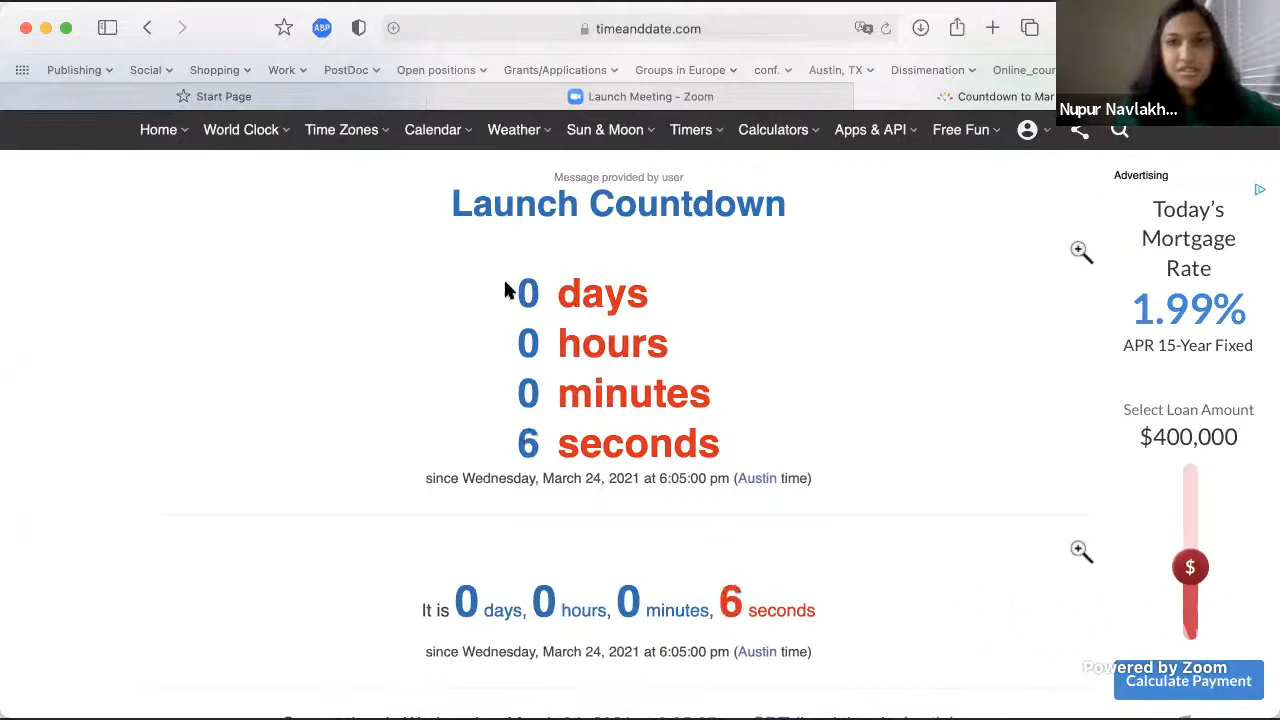 ABP
timeanddate.com
Publishing Social Shopping Work PostDoc Open positions Grants/Applications Groups in Europe conf. Austin, TX Dissimenation
Start Page
Launch Meeting - Zoom
Countdown to Mar
Nupur Navlakh...
Home World Clock Time Zones Calendar Weather Sun & Moon Timers Calculators Apps & API Free Fun
Message provided by user
Launch Countdown
0 days
0 hours
0 minutes
6 seconds
since Wednesday, March 24, 2021 at 6:05:00 pm (Austin time)
It is 0 days, 0 hours, 0 minutes, 6 seconds
since Wednesday, March 24, 2021 at 6:05:00 pm (Austin time)
Advertising
Today's
Mortgage
Rate
1.99%
APR 15-Year Fixed
Select Loan Amount
$400,000
$
Powered by Zoom
Calculate Payment